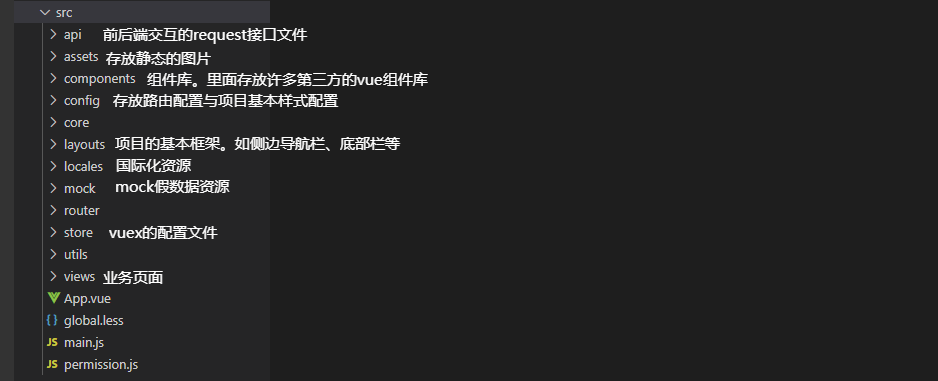 src
api 前后端交互的request接口文件
assets 存放静态的图片
components 组件库。里面存放许多第三方的vue组件库
config 存放路由配置与项目基本样式配置
core
layouts 项目的基本框架。如侧边导航栏、底部栏等
locales 国际化资源
mock mock假数据资源
router
store vuex的配置文件
utils
views 业务页面
App.vue
{} global.less
JS main.js
JS permission.js